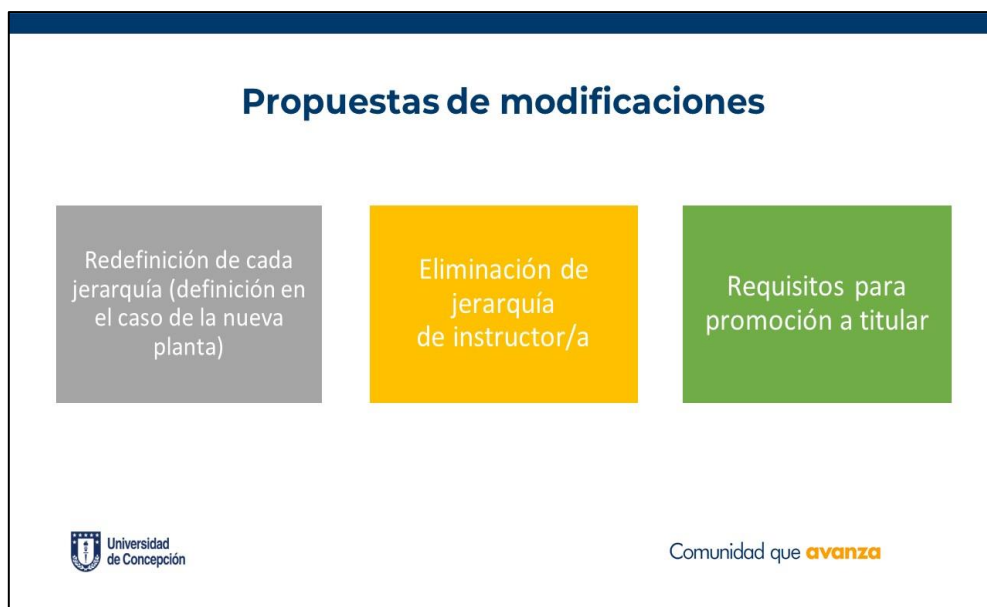 Propuestas de modificaciones
Redefinición de cada
jerarquía (definición en
el caso de la nueva
planta)
Eliminación de
jerarquía
de instructor/a
Requisitos para
promoción a titular
Universidad
de Concepción
Comunidad que avanza